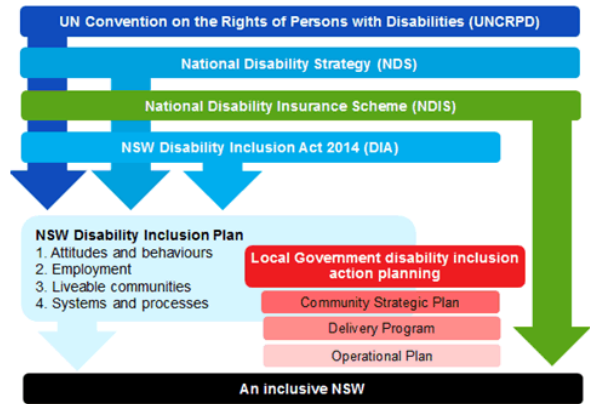 UN Convention on the Rights of Persons with Disabilities (UNCRPD)
National Disability Strategy (NDS)
National Disability Insurance Scheme (NDIS)
NSW Disability Inclusion Act 2014 (DIA)
NSW Disability Inclusion Plan
1. Attitudes and behaviours
2. Employment
3. Liveable communities
4. Systems and processes
Local Government disability inclusion
action planning
Community Strategic Plan
Delivery Program
Operational Plan
An inclusive NSW